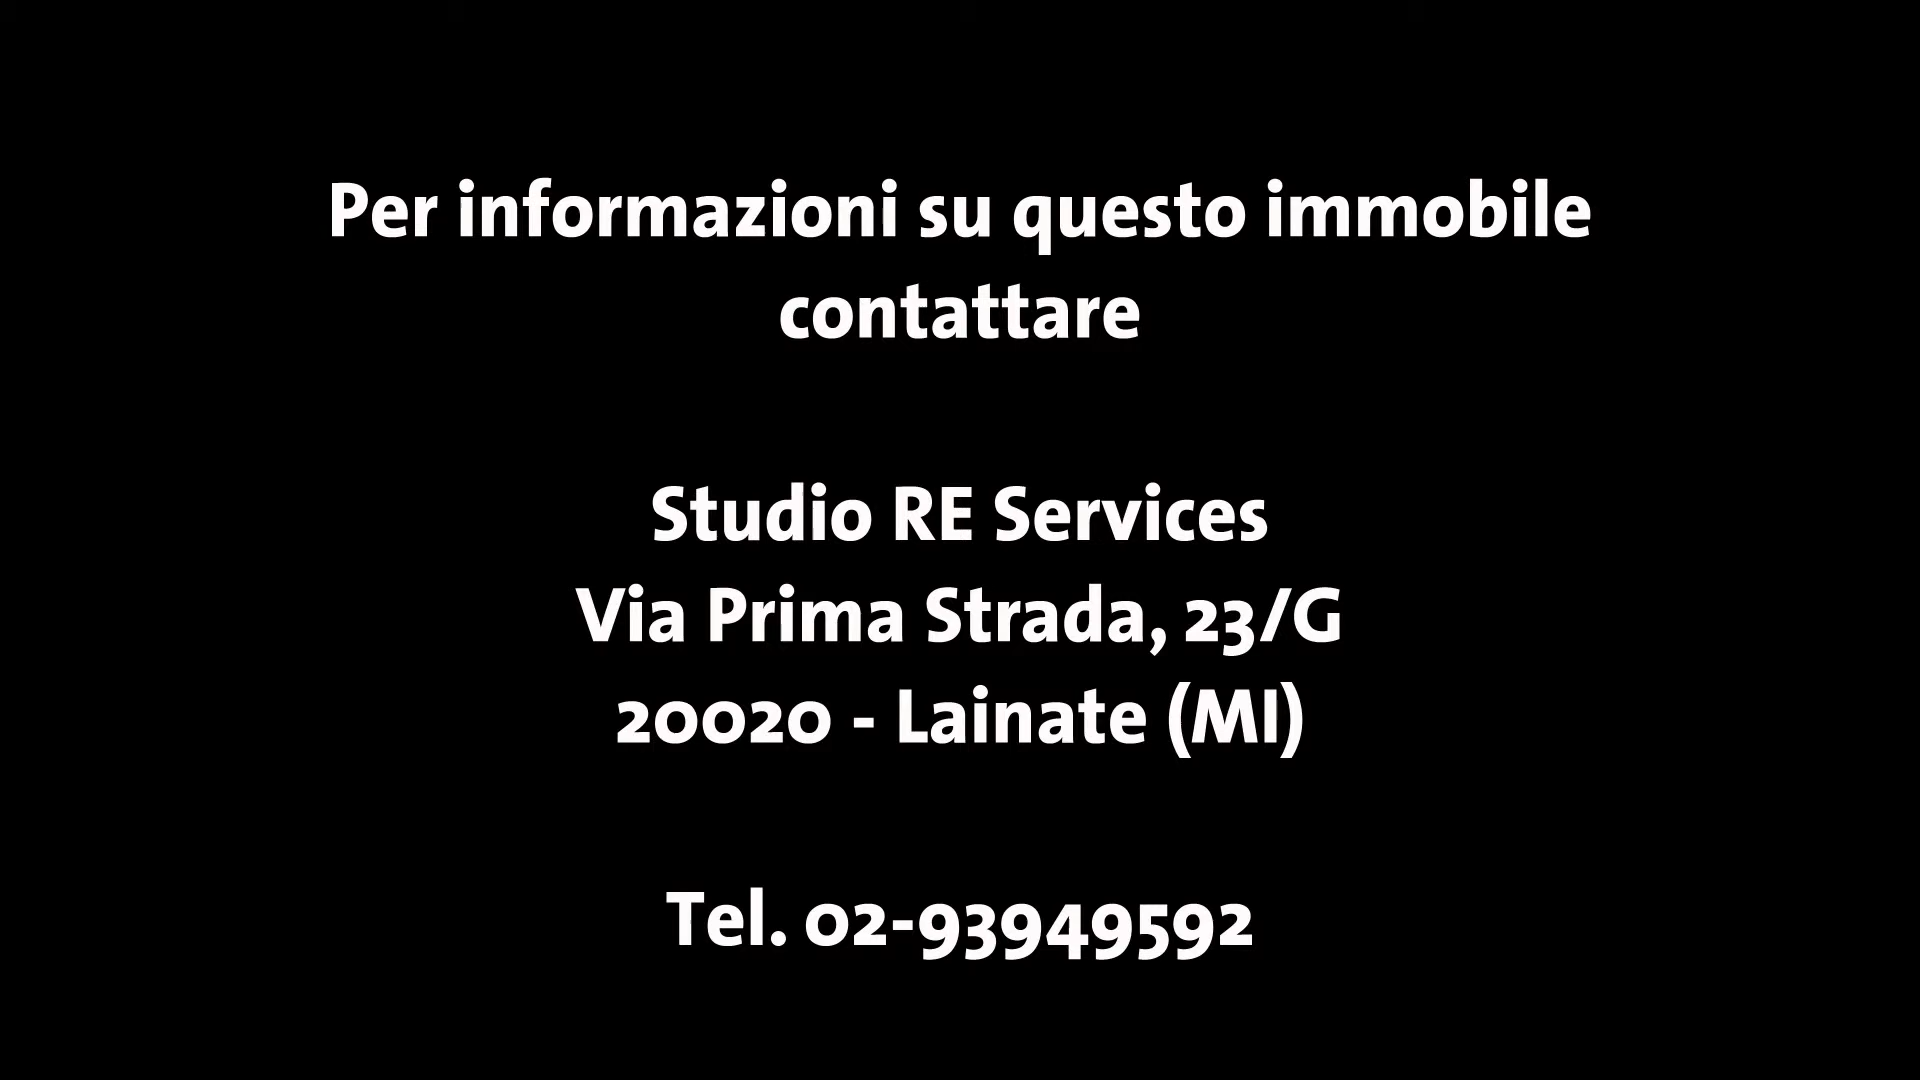 Per informazioni su questo immobile
contattare
Studio RE Services
Via Prima Strada, 23/G
20020 - Lainate (MI)
Tel. 02-93949592